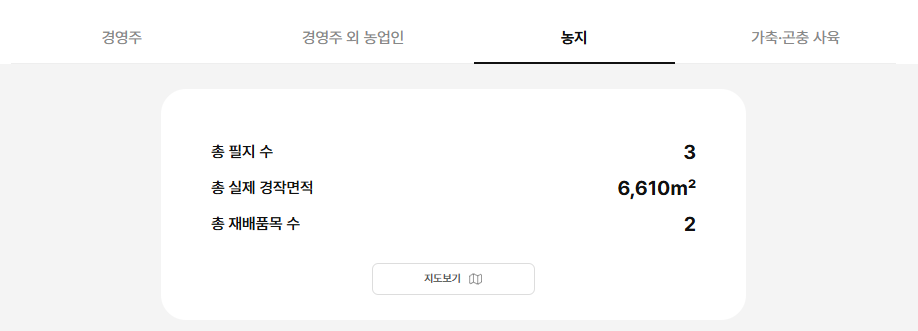 경영주 경영주 외 농업인 농지 가축·곤충 사육
총 필지 수 3
총 실제 경작면적 6,610m²
총 재배품목 수 2
지도보기